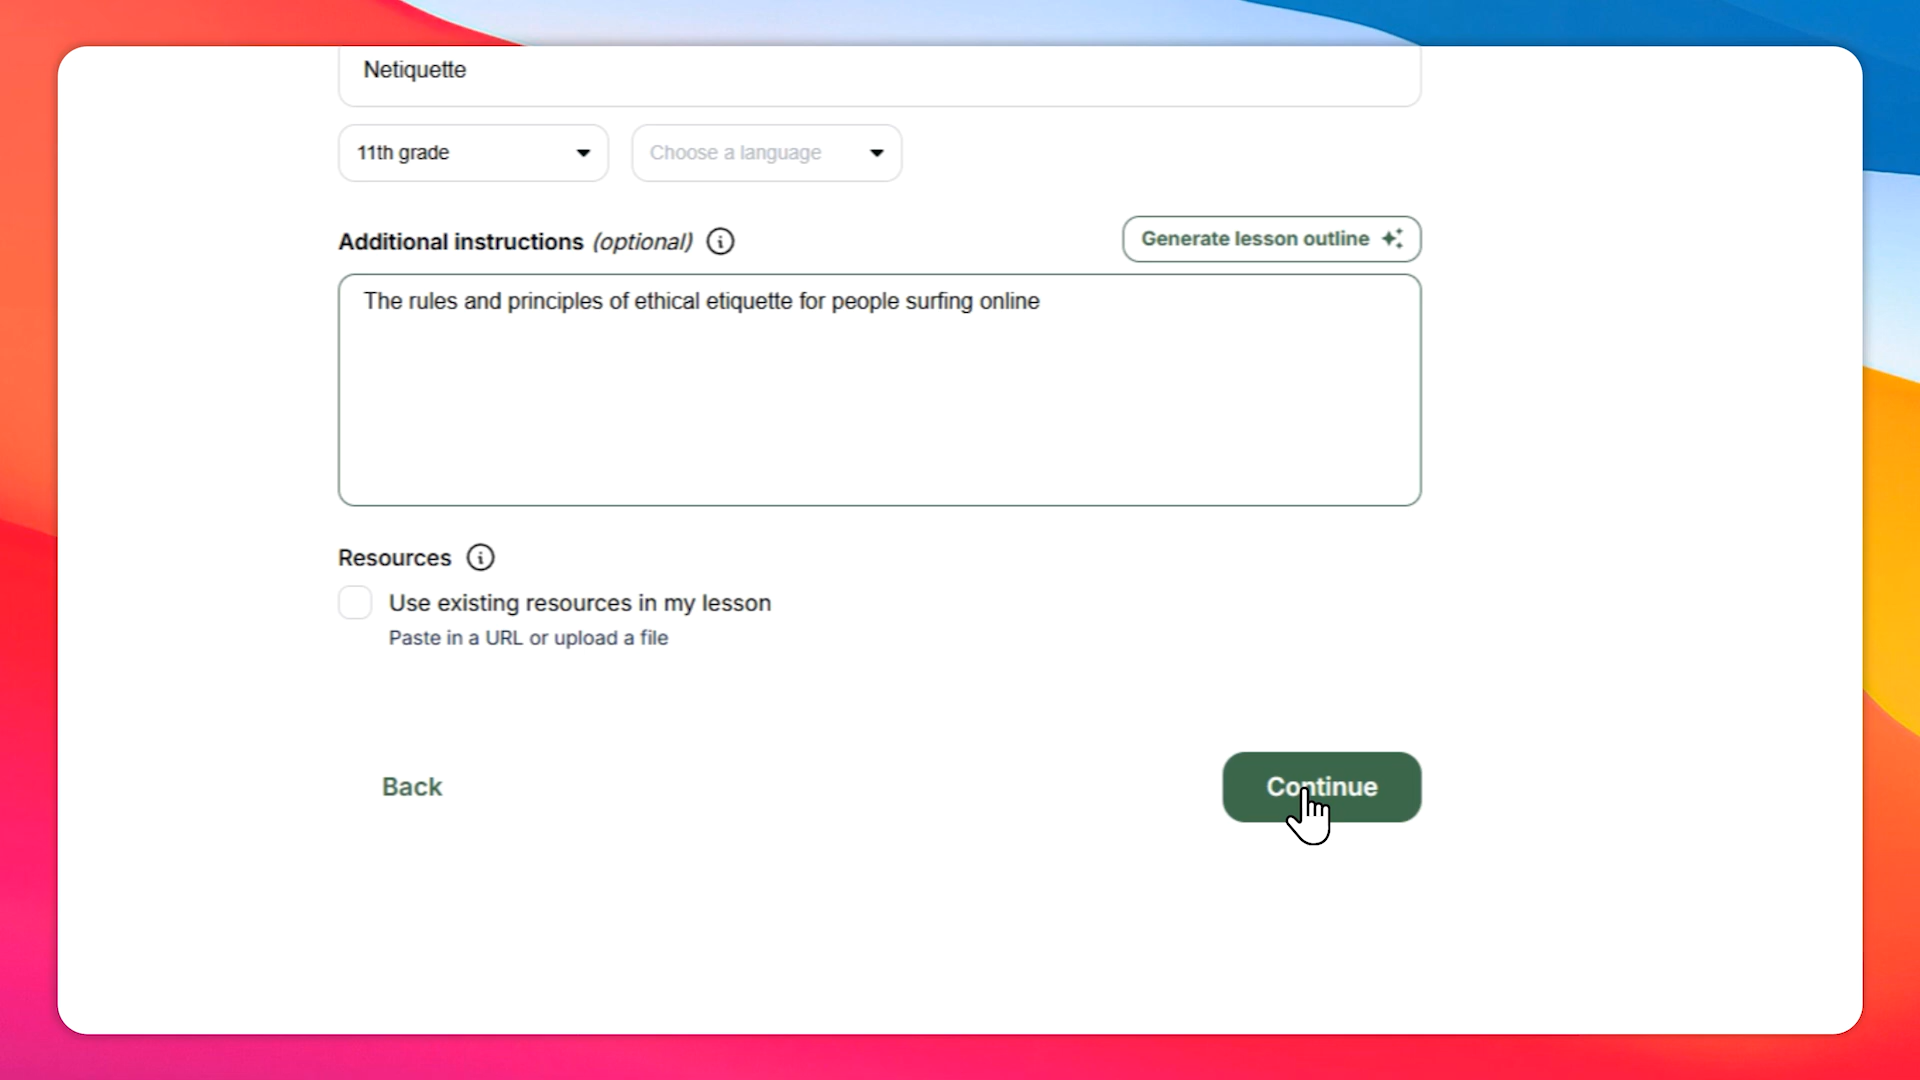 Netiquette
11th grade
Choose a language
Additional instructions (optional)
Generate lesson outline
The rules and principles of ethical etiquette for people surfing online
Resources
Use existing resources in my lesson
Paste in a URL or upload a file
Back
Continue